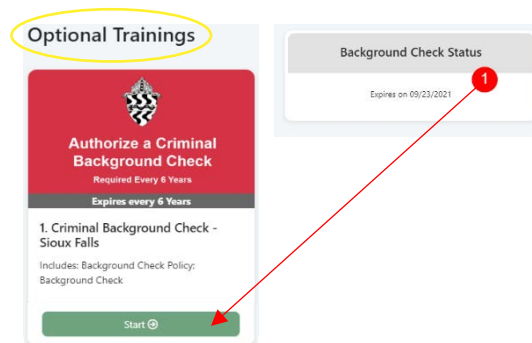 Optional Trainings
Authorize a Criminal
Background Check
Required Every 6 Years
Expires every 6 Years
1. Criminal Background Check -
Sioux Falls
Includes: Background Check Policy;
Background Check
Start
Background Check Status
1
Expires on 09/23/2021